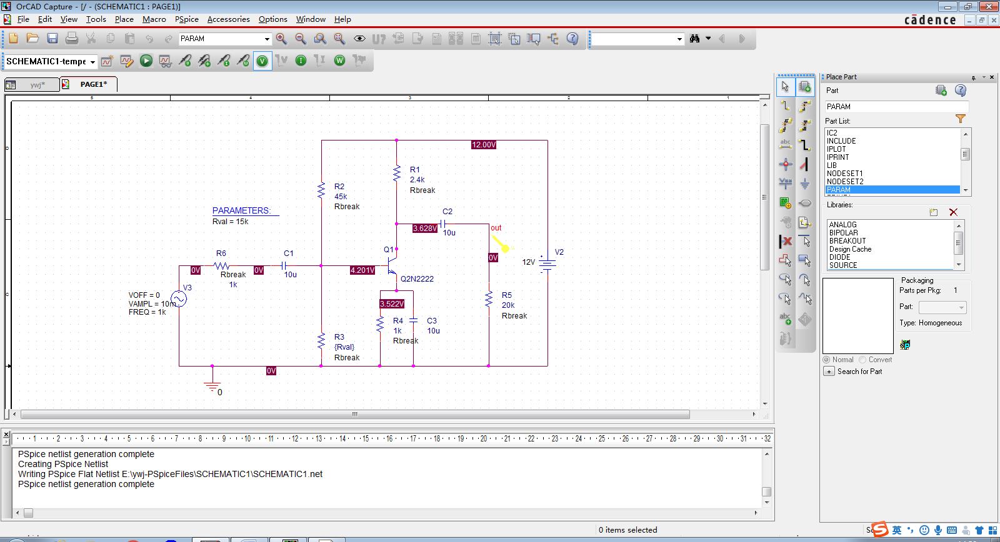 OrCAD Capture - [/ - (SCHEMATIC1 : PAGE1)]
File Edit View Tools Place Macro PSpice Accessories Options Window Help
cādence
PARAM
SCHEMATIC1-tempe
ywj*
PAGE1*
5 4 3 2 1
D
C
12.00V
R1
2.4k
Rbreak
R2
45k
Rbreak
PARAMETERS:
Rval = 15k
C2
10u
3.628V
out
0V
Q1
Q2N2222
4.201V
R6
Rbreak
1k
0V
0V
C1
10u
V3
VOFF = 0
VAMPL = 10m
FREQ = 1k
3.522V
R4
1k
Rbreak
C3
10u
R5
20k
Rbreak
12V
V2
R3
{Rval}
Rbreak
0V
0
Place Part
Part
PARAM
Part List:
IC2
INCLUDE
IPLOT
IPRINT
LIB
NODESET1
NODESET2
PARAM
Libraries:
ANALOG
BIPOLAR
BREAKOUT
Design Cache
DIODE
SOURCE
Packaging
Parts per Pkg: 1
Part:
Type: Homogeneous
Normal Convert
+ Search for Part
1 2 3 4 5 6 7 8 9 10 11 12 13 14 15 16 17 18 19 20 21 22 23 24 25 26 27 28 29 30 31 32
PSpice netlist generation complete
Creating PSpice Netlist
Writing PSpice Flat Netlist E:\ywj-PSpiceFiles\SCHEMATIC1\SCHEMATIC1.net
PSpice netlist generation complete
0 items selected
英